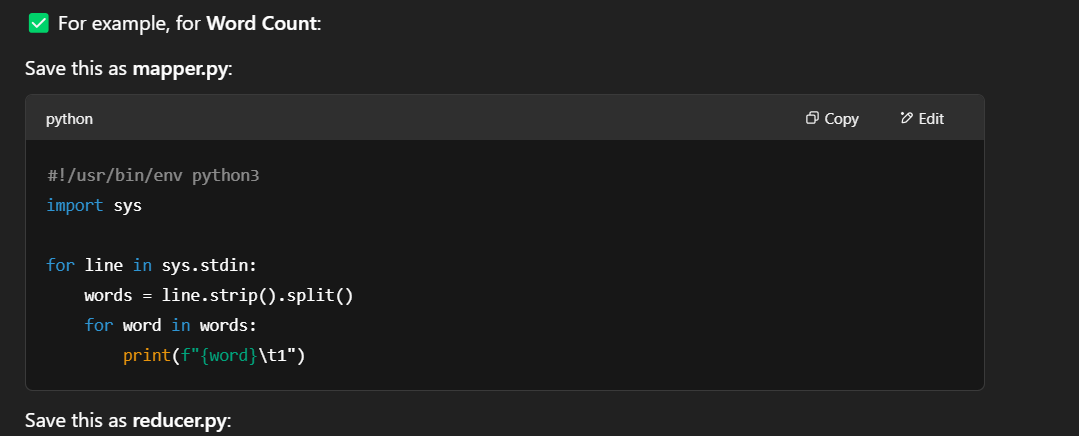 ✅ For example, for Word Count:
Save this as mapper.py:
python Copy Edit
#!/usr/bin/env python3
import sys

for line in sys.stdin:
    words = line.strip().split()
    for word in words:
        print(f"{word}\t1")
Save this as reducer.py: